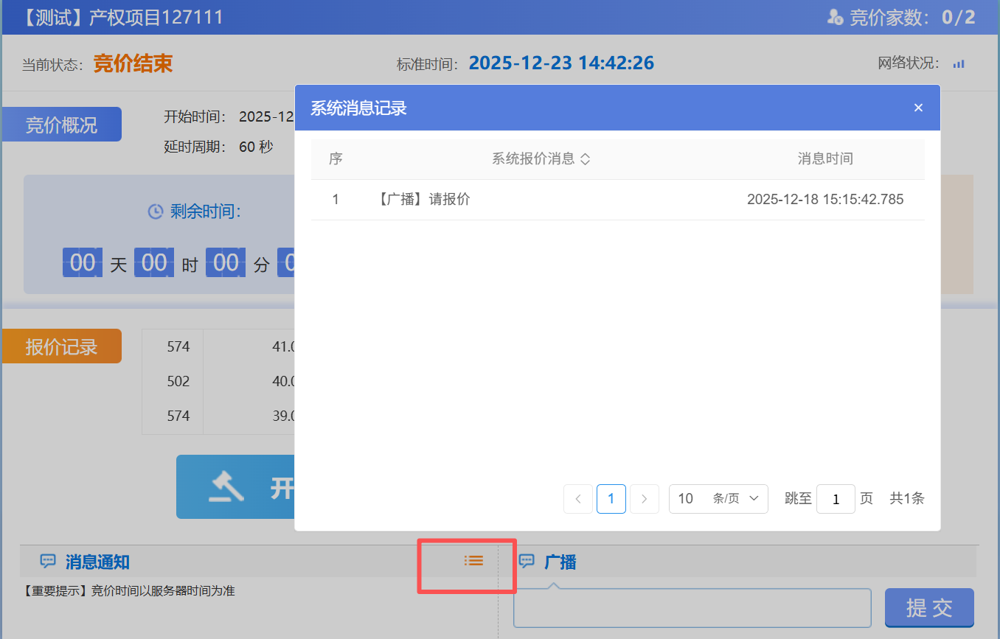 【测试】产权项目127111
竞价家数： 0/2
当前状态： 竞价结束
标准时间： 2025-12-23 14:42:26
网络状况：
竞价概况
开始时间： 2025-12
延时周期： 60 秒
剩余时间：
00 天 00 时 00 分
系统消息记录
×
序 系统报价消息 消息时间
1 【广播】请报价 2025-12-18 15:15:42.785
< 1 > 10 条/页 跳至 1 页 共1条
报价记录
574 41.0
502 40.0
574 39.0
开
消息通知
广播
【重要提示】竞价时间以服务器时间为准
提 交